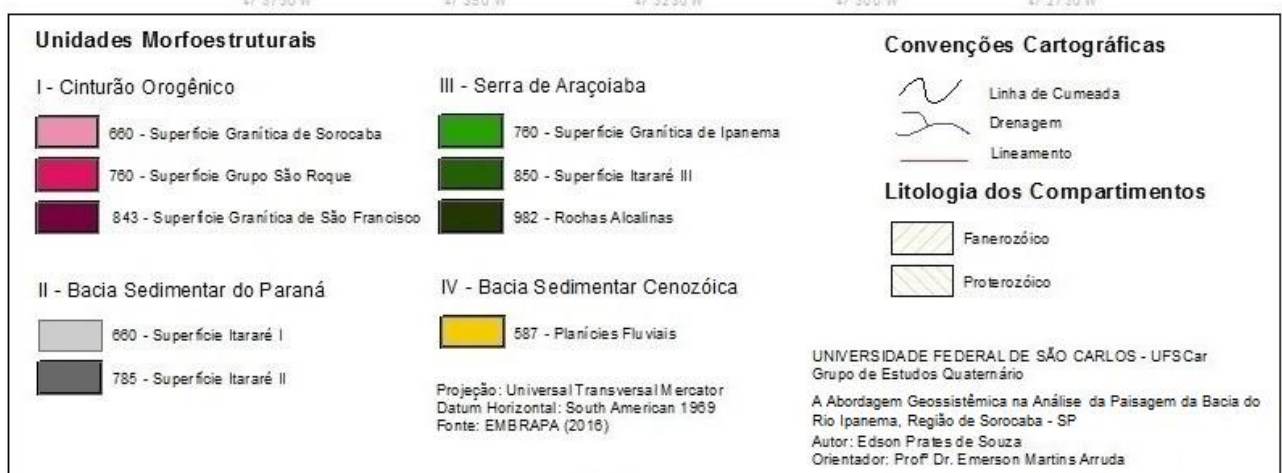 Unidades Morfoestruturais
I - Cinturão Orogênico
660 - Superfície Granítica de Sorocaba
760 - Superfície Grupo São Roque
843 - Superfície Granítica de São Francisco
II - Bacia Sedimentar do Paraná
660 - Superfície Itararé I
785 - Superfície Itararé II
III - Serra de Araçoiaba
760 - Superfície Granítica de Ipanema
850 - Superfície Itararé III
982 - Rochas Alcalinas
IV - Bacia Sedimentar Cenozóica
587 - Planícies Fluviais
Projeção: Universal Transversal Mercator
Datum Horizontal: South American 1969
Fonte: EMBRAPA (2016)
Convenções Cartográficas
Linha de Cumeada
Drenagem
Lineamento
Litologia dos Compartimentos
Fanerozóico
Proterozóico
UNIVERSIDADE FEDERAL DE SÃO CARLOS - UFSCar
Grupo de Estudos Quaternário
A Abordagem Geossistêmica na Análise da Paisagem da Bacia do
Rio Ipanema, Região de Sorocaba - SP
Autor: Edson Prates de Souza
Orientador: Profº Dr. Emerson Martins Arruda